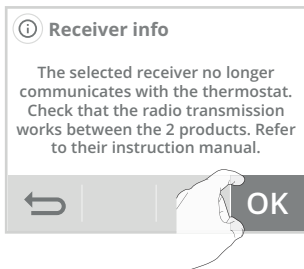 Receiver info
The selected receiver no longer
communicates with the thermostat.
Check that the radio transmission
works between the 2 products. Refer
to their instruction manual.
OK